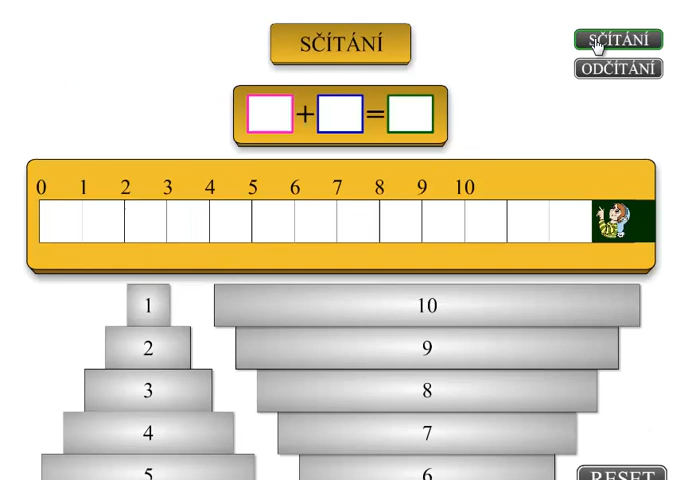 SČÍTÁNÍ
SČÍTÁNÍ
ODČÍTÁNÍ
+ =
0 1 2 3 4 5 6 7 8 9 10
1 10
2 9
3 8
4 7
5 6
RESET